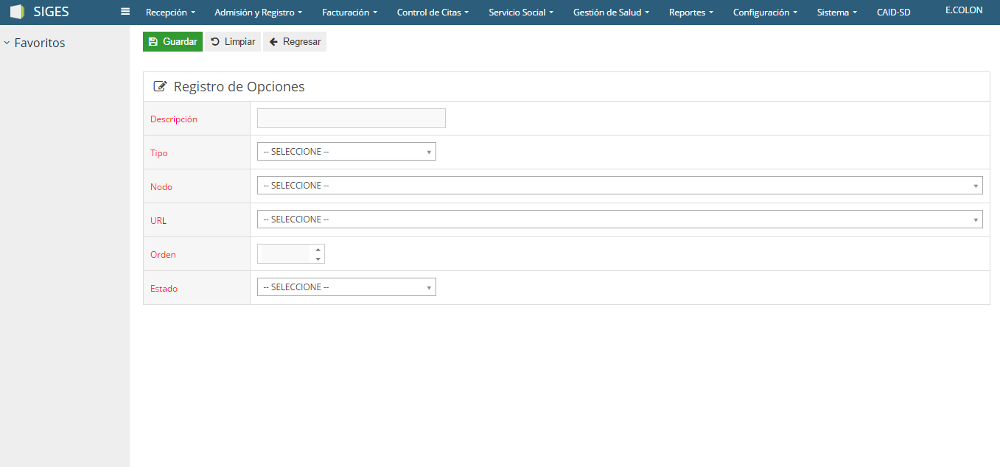 SIGES Recepción Admisión y Registro Facturación Control de Citas Servicio Social Gestión de Salud Reportes Configuración Sistema CAID-SD E.COLON
Favoritos
Guardar Limpiar Regresar
Registro de Opciones
Descripción
Tipo -- SELECCIONE --
Nodo -- SELECCIONE --
URL -- SELECCIONE --
Orden
Estado -- SELECCIONE --